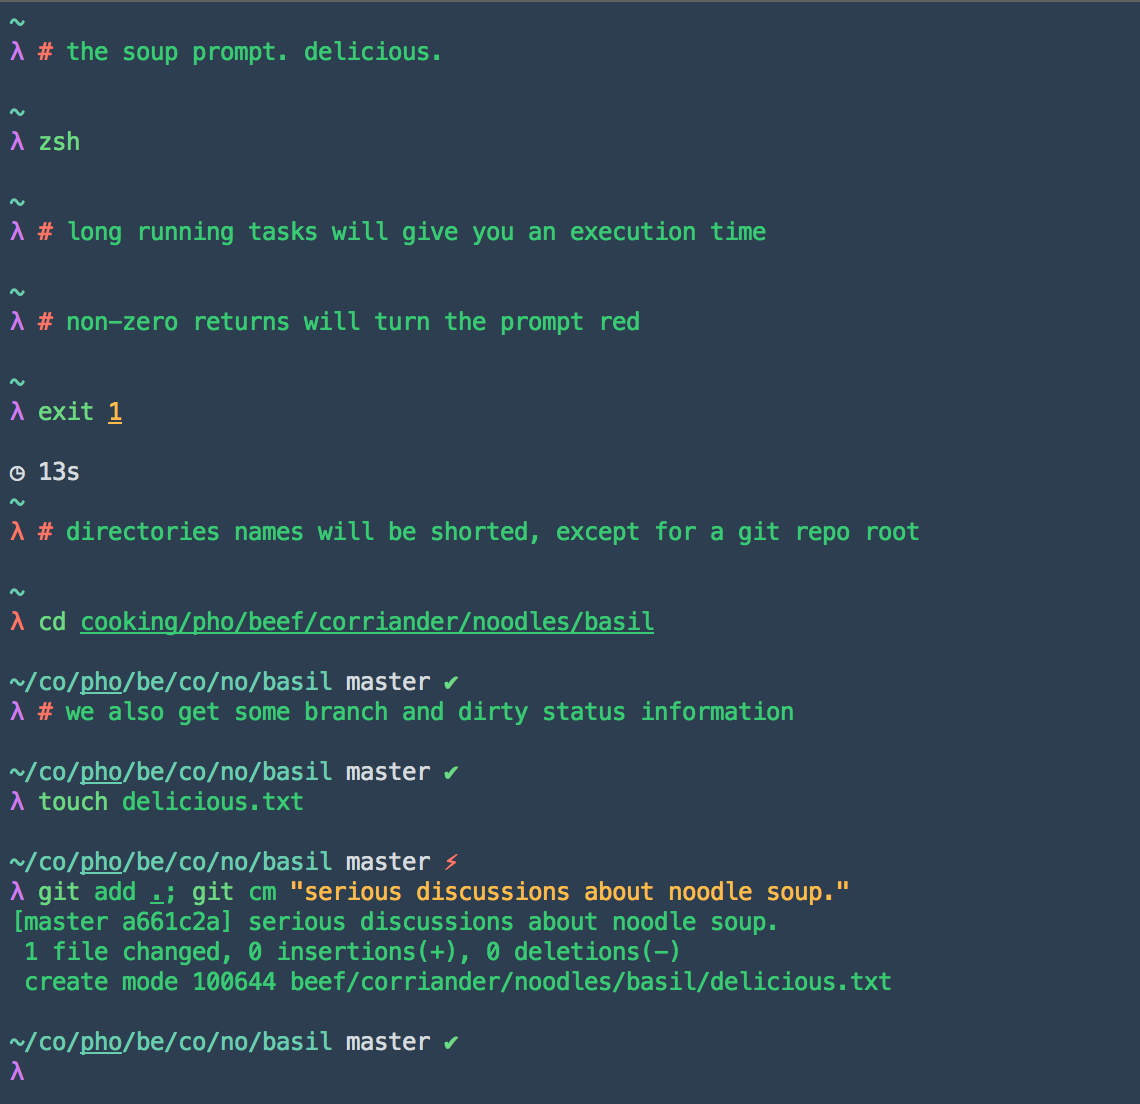 ~
λ # the soup prompt. delicious.
~
λ zsh
~
λ # long running tasks will give you an execution time
~
λ # non-zero returns will turn the prompt red
~
λ exit 1
◷ 13s
~
λ # directories names will be shorted, except for a git repo root
~
λ cd cooking/pho/beef/corriander/noodles/basil
~/co/pho/be/co/no/basil master ✔
λ # we also get some branch and dirty status information
~/co/pho/be/co/no/basil master ✔
λ touch delicious.txt
~/co/pho/be/co/no/basil master ⚡
λ git add .; git cm "serious discussions about noodle soup."
[master a661c2a] serious discussions about noodle soup.
1 file changed, 0 insertions(+), 0 deletions(-)
create mode 100644 beef/corriander/noodles/basil/delicious.txt
~/co/pho/be/co/no/basil master ✔
λ